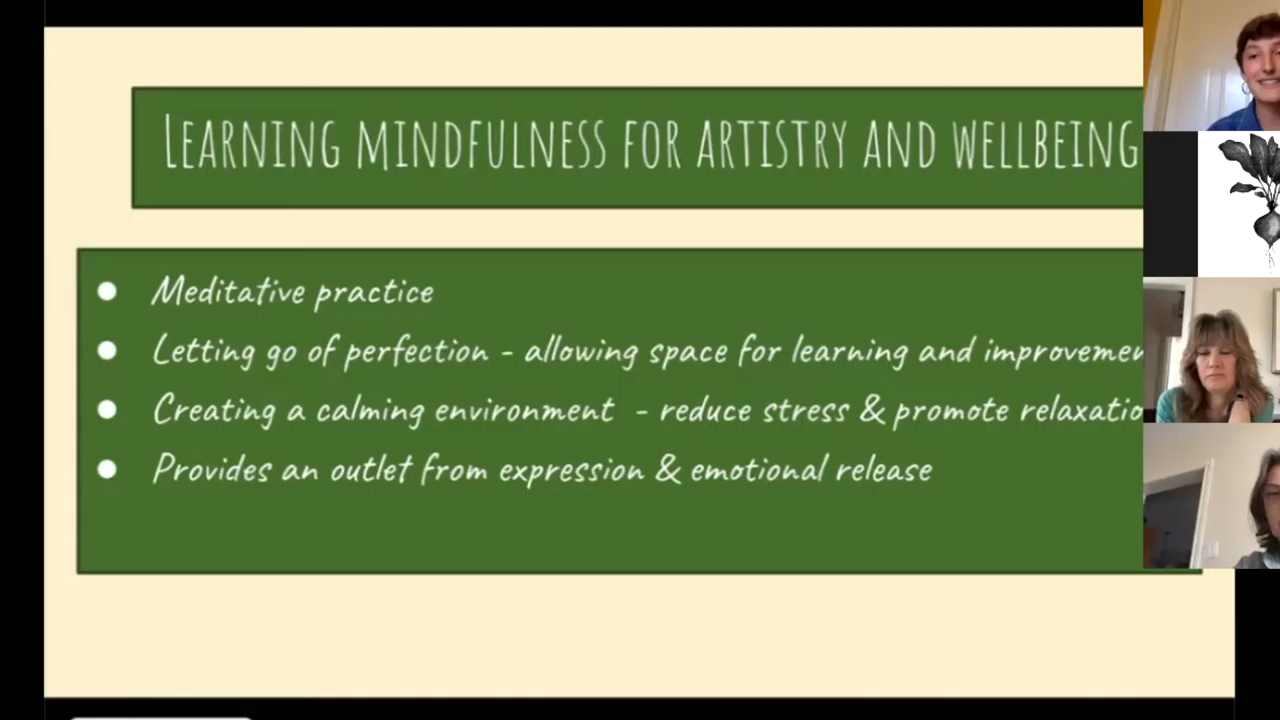 Learning mindfulness for artistry and wellbeing
Meditative practice
Letting go of perfection - allowing space for learning and
Creating a calming environment - reduce stress & promote
Provides an outlet from expression & emotional release